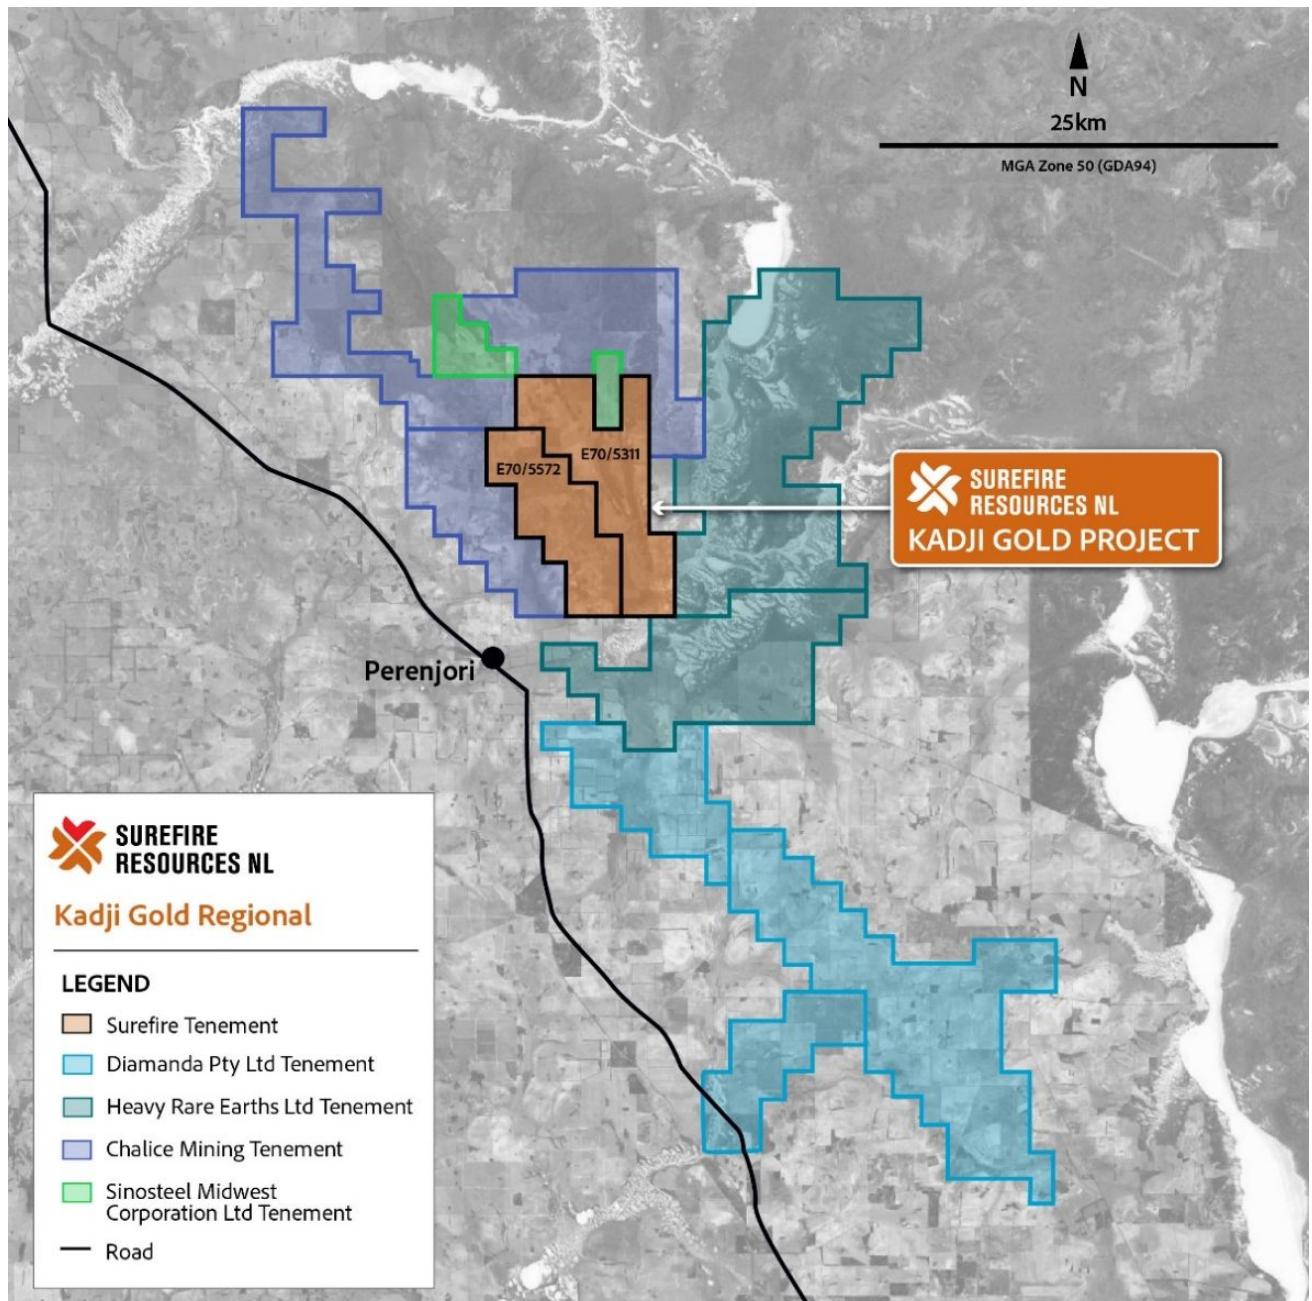 N
25km
MGA Zone 50 (GDA94)
E70/5311
E70/5572
SUREFIRE
RESOURCES NL
KADJI GOLD PROJECT
Perenjori
SUREFIRE
RESOURCES NL
Kadji Gold Regional
LEGEND
Surefire Tenement
Diamanda Pty Ltd Tenement
Heavy Rare Earths Ltd Tenement
Chalice Mining Tenement
Sinosteel Midwest
Corporation Ltd Tenement
Road